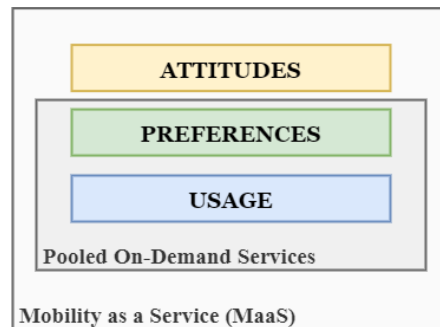 ATTITUDES
PREFERENCES
USAGE
Pooled On-Demand Services
Mobility as a Service (MaaS)